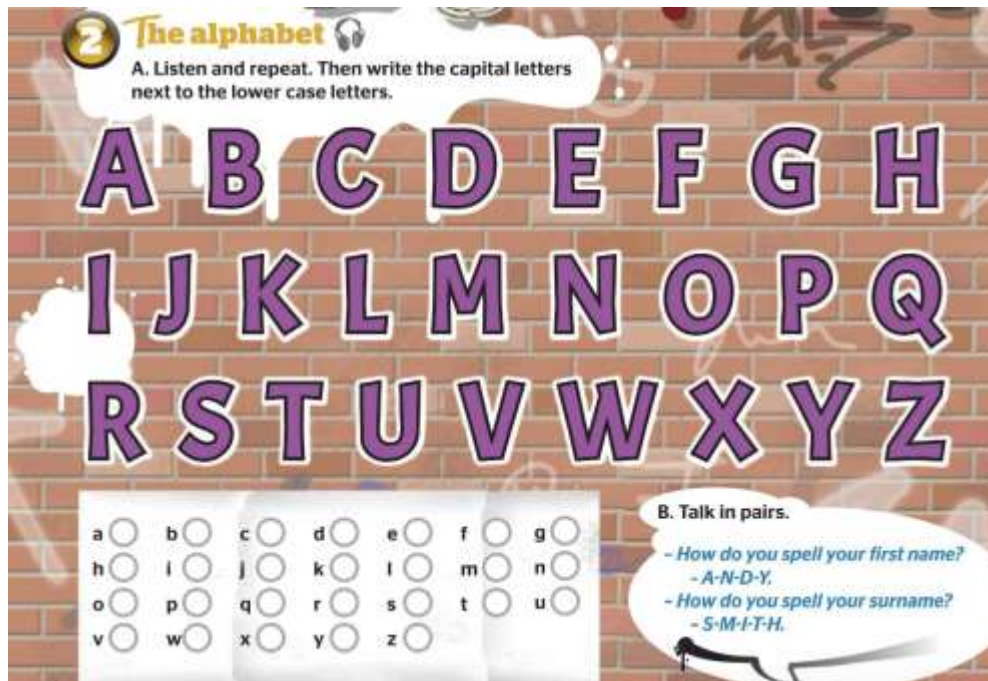 2 The alphabet
A. Listen and repeat. Then write the capital letters
next to the lower case letters.
A B C D E F G H
I J K L M N O P Q
R S T U V W X Y Z
a b c d e f g
h i j k l m n
o p q r s t u
v w x y z
B. Talk in pairs.
- How do you spell your first name?
- A-N-D-Y.
- How do you spell your surname?
- S-M-I-T-H.